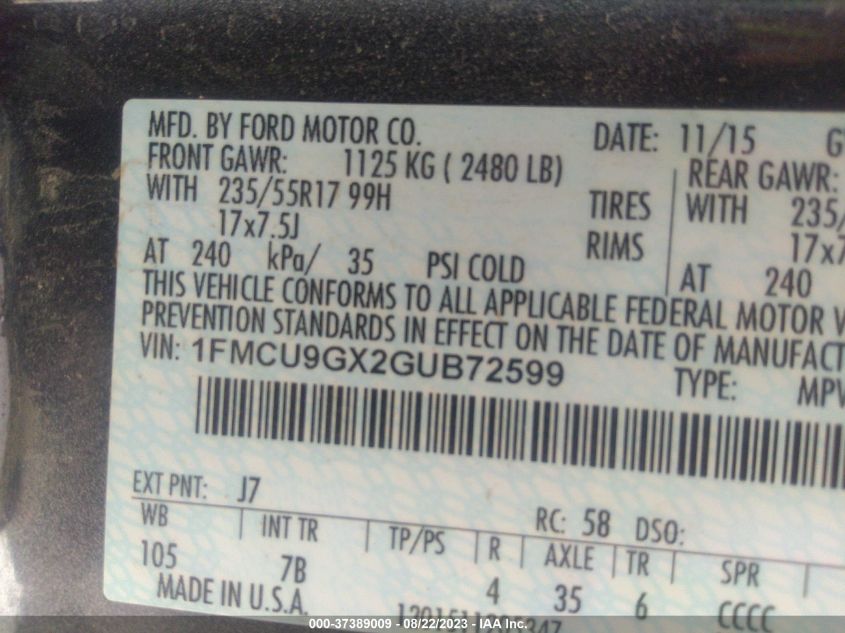 MFD. BY FORD MOTOR CO. DATE: 11/15
FRONT GAWR: 1125 KG ( 2480 LB) REAR GAWR:
WITH 235/55R17 99H TIRES WITH 235/
17x7.5J RIMS 17x7
AT 240 kPa/ 35 PSI COLD AT 240
THIS VEHICLE CONFORMS TO ALL APPLICABLE FEDERAL MOTOR V
PREVENTION STANDARDS IN EFFECT ON THE DATE OF MANUFACT
VIN: 1FMCU9GX2GUB72599 TYPE: MPV
EXT PNT: J7 RC: 58 DSO:
WB INT TR TP/PS R AXLE TR SPR
105 7B 4 35 6 CCCC
MADE IN U.S.A.
000-37389009 - 08/22/2023 - IAA Inc.